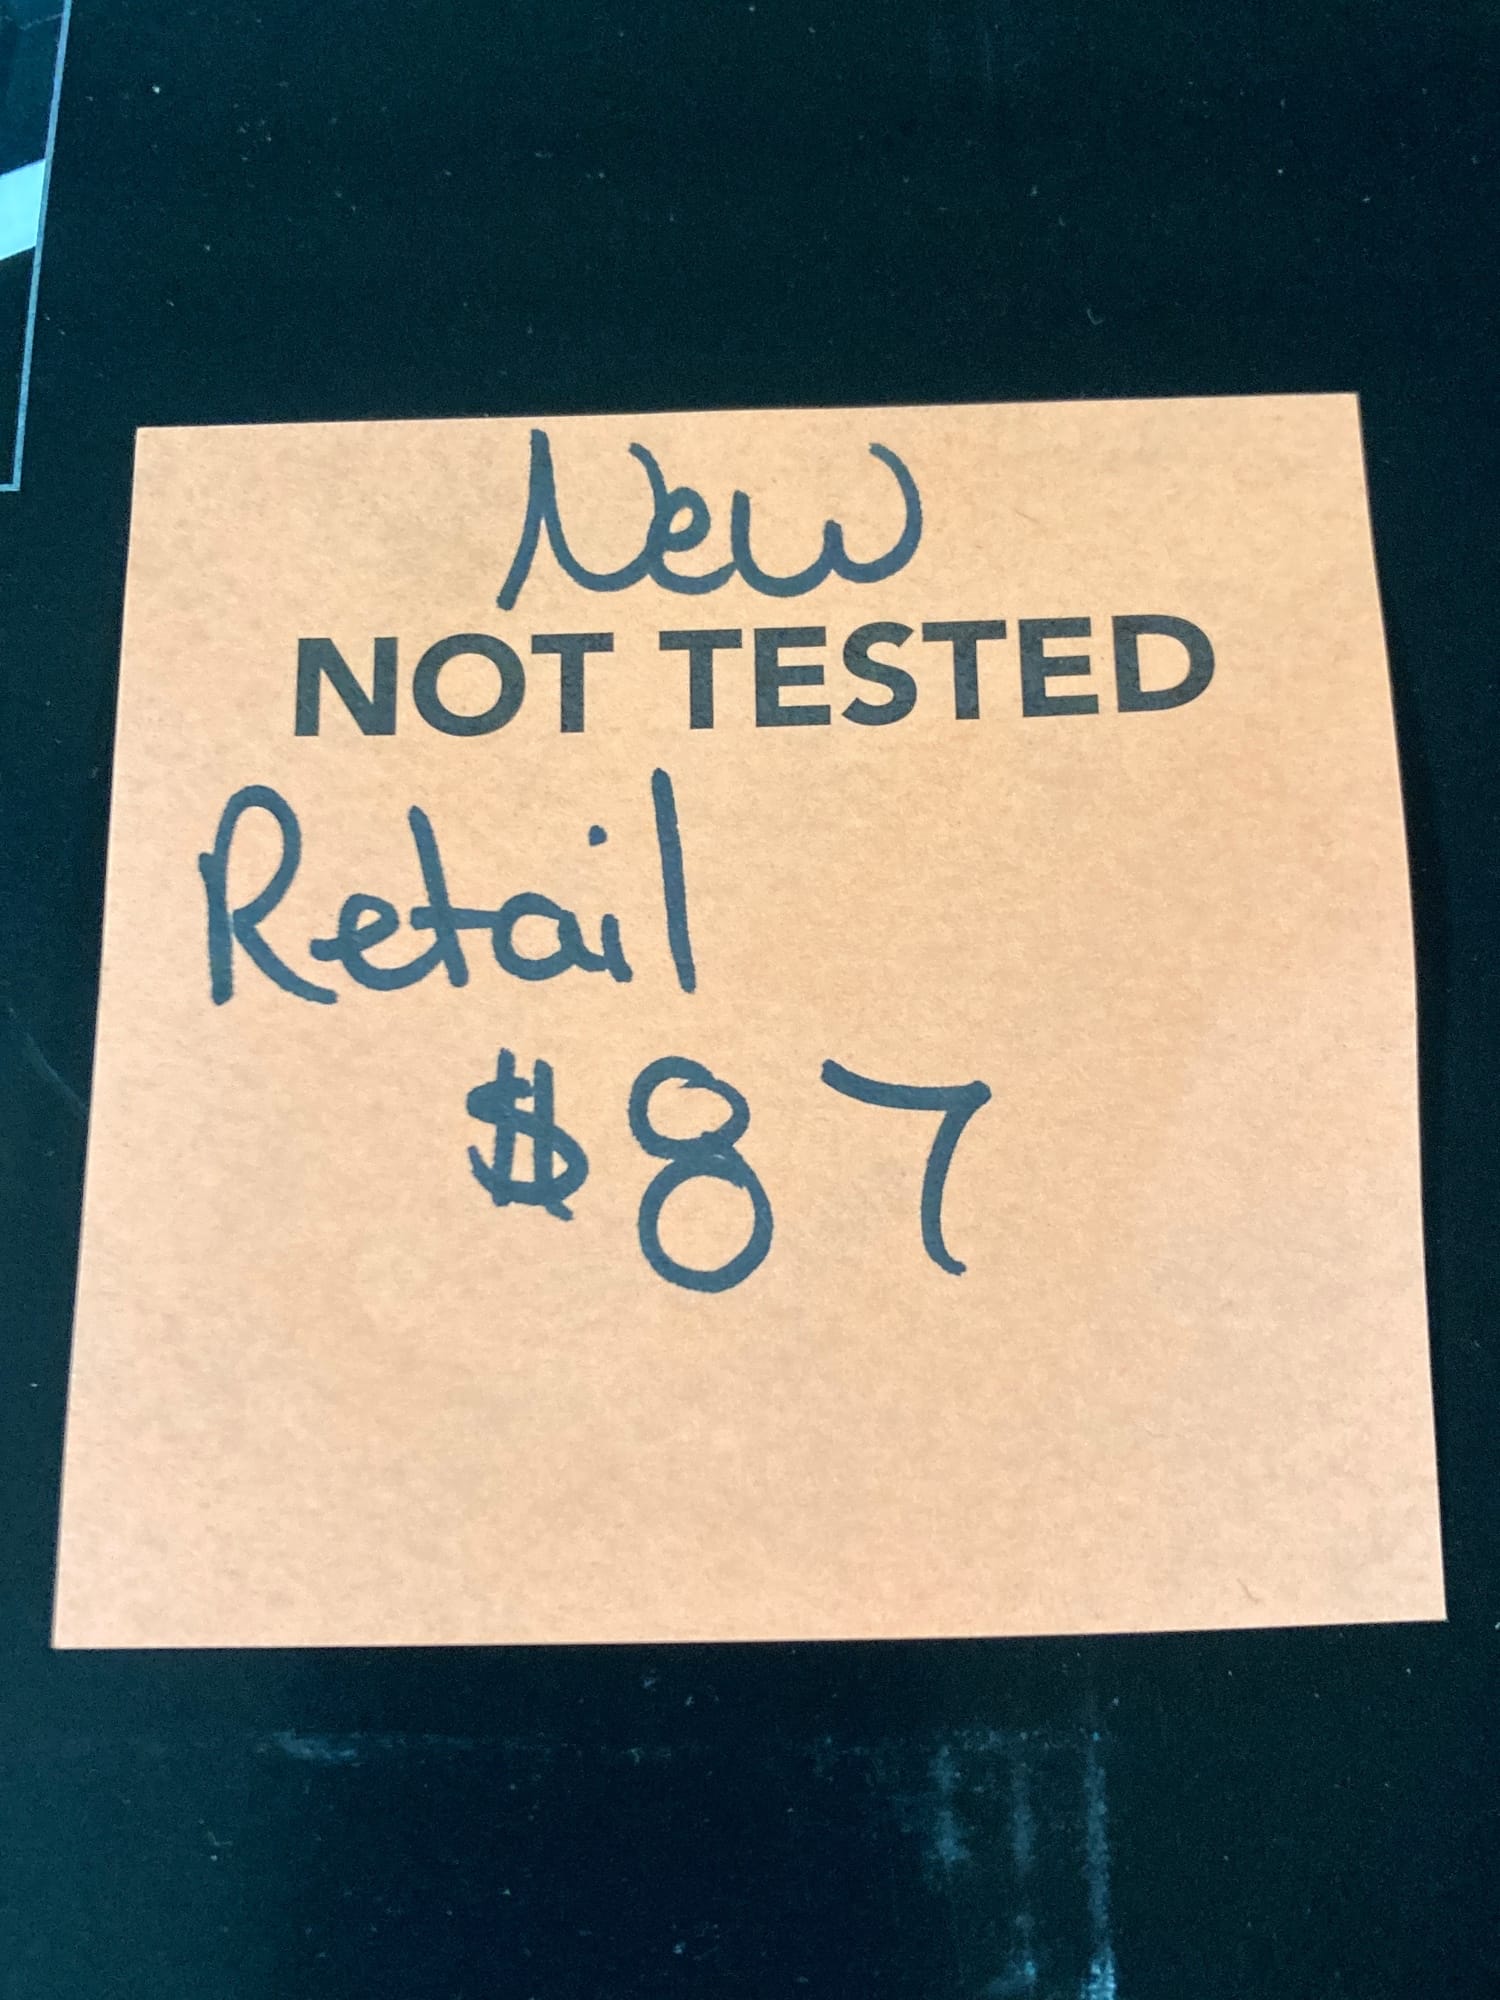 New
NOT TESTED
Retail
$87